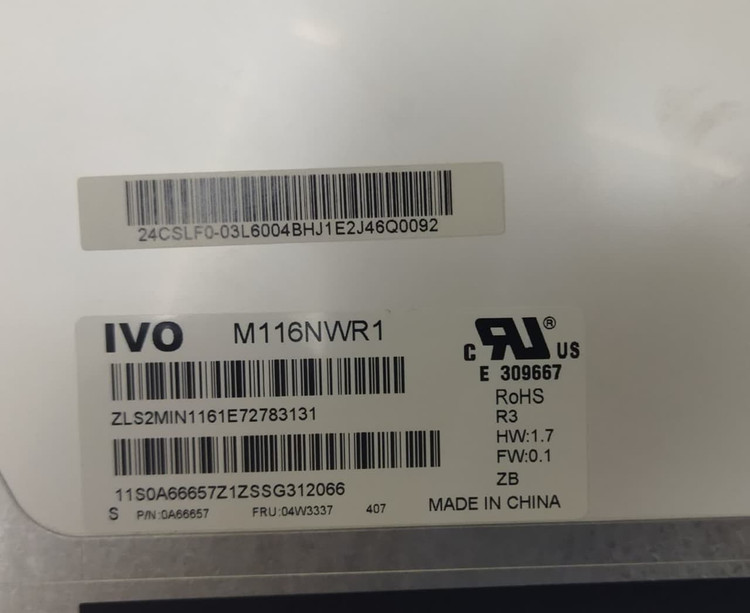 24CSLF0-03L6004BHJ1E2J46Q0092
IVO M116NWR1
ZLS2MIN1161E72783131
11S0A66657Z1ZSSG312066
S P/N:0A66657 FRU:04W3337 407
C RU ® US
E 309667
RoHS
R3
HW:1.7
FW:0.1
ZB
MADE IN CHINA